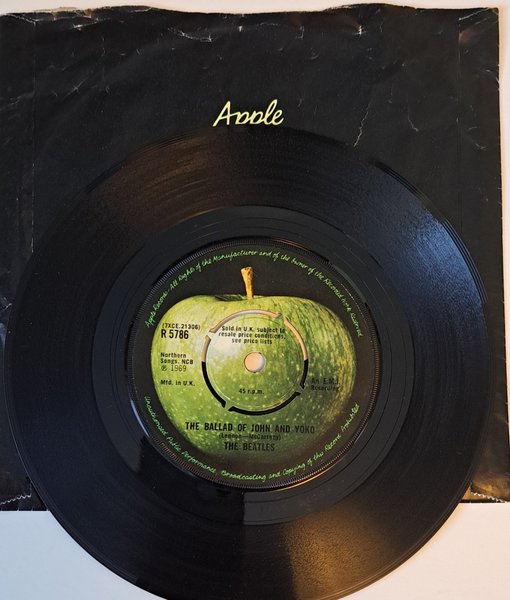 Apple
Apple Records. All Rights of the Manufacturer and of the Owner of the Recorded Work Reserved
(7XCE.21306)
R 5786
Sold in U.K. subject to
resale price conditions,
see price lists
Northern
Songs, NCB
℗ 1969
Mfd. in U.K.
45 r.p.m.
An E.M.I.
Recording
THE BALLAD OF JOHN AND YOKO
(Lennon—McCartney)
THE BEATLES
Unauthorised Public Performance, Broadcasting and Copying of this Record Prohibited